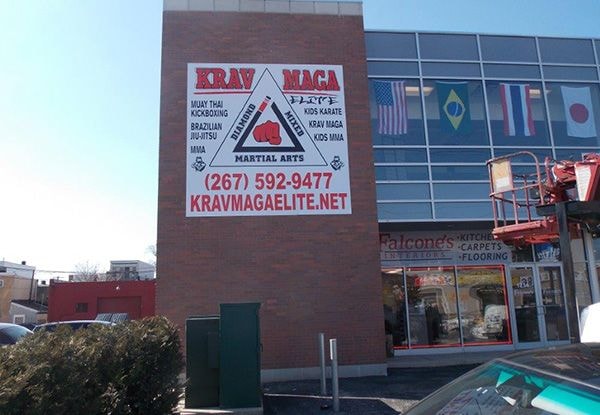 KRAV MAGA
ELITE
MUAY THAI
KICKBOXING
BRAZILIAN
JIU-JITSU
MMA
DIAMOND MIXED
MARTIAL ARTS
KIDS KARATE
KRAV MAGA
KIDS MMA
(267) 592-9477
KRAVMAGAELITE.NET
Falcone's
INTERIORS
·KITCHEN
·CARPETS
·FLOORING